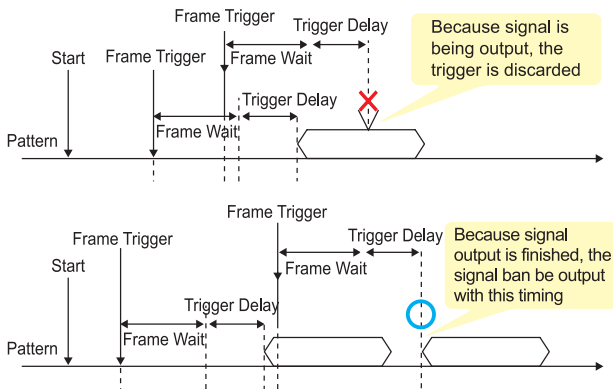 Frame Trigger
Trigger Delay
Because signal is
being output, the
trigger is discarded
Start
Frame Trigger
Frame Wait
Trigger Delay
Frame Wait
Pattern
Frame Trigger
Trigger Delay
Because signal
output is finished, the
signal ban be output
with this timing
Frame Trigger
Start
Frame Wait
Trigger Delay
Frame Wait
Pattern